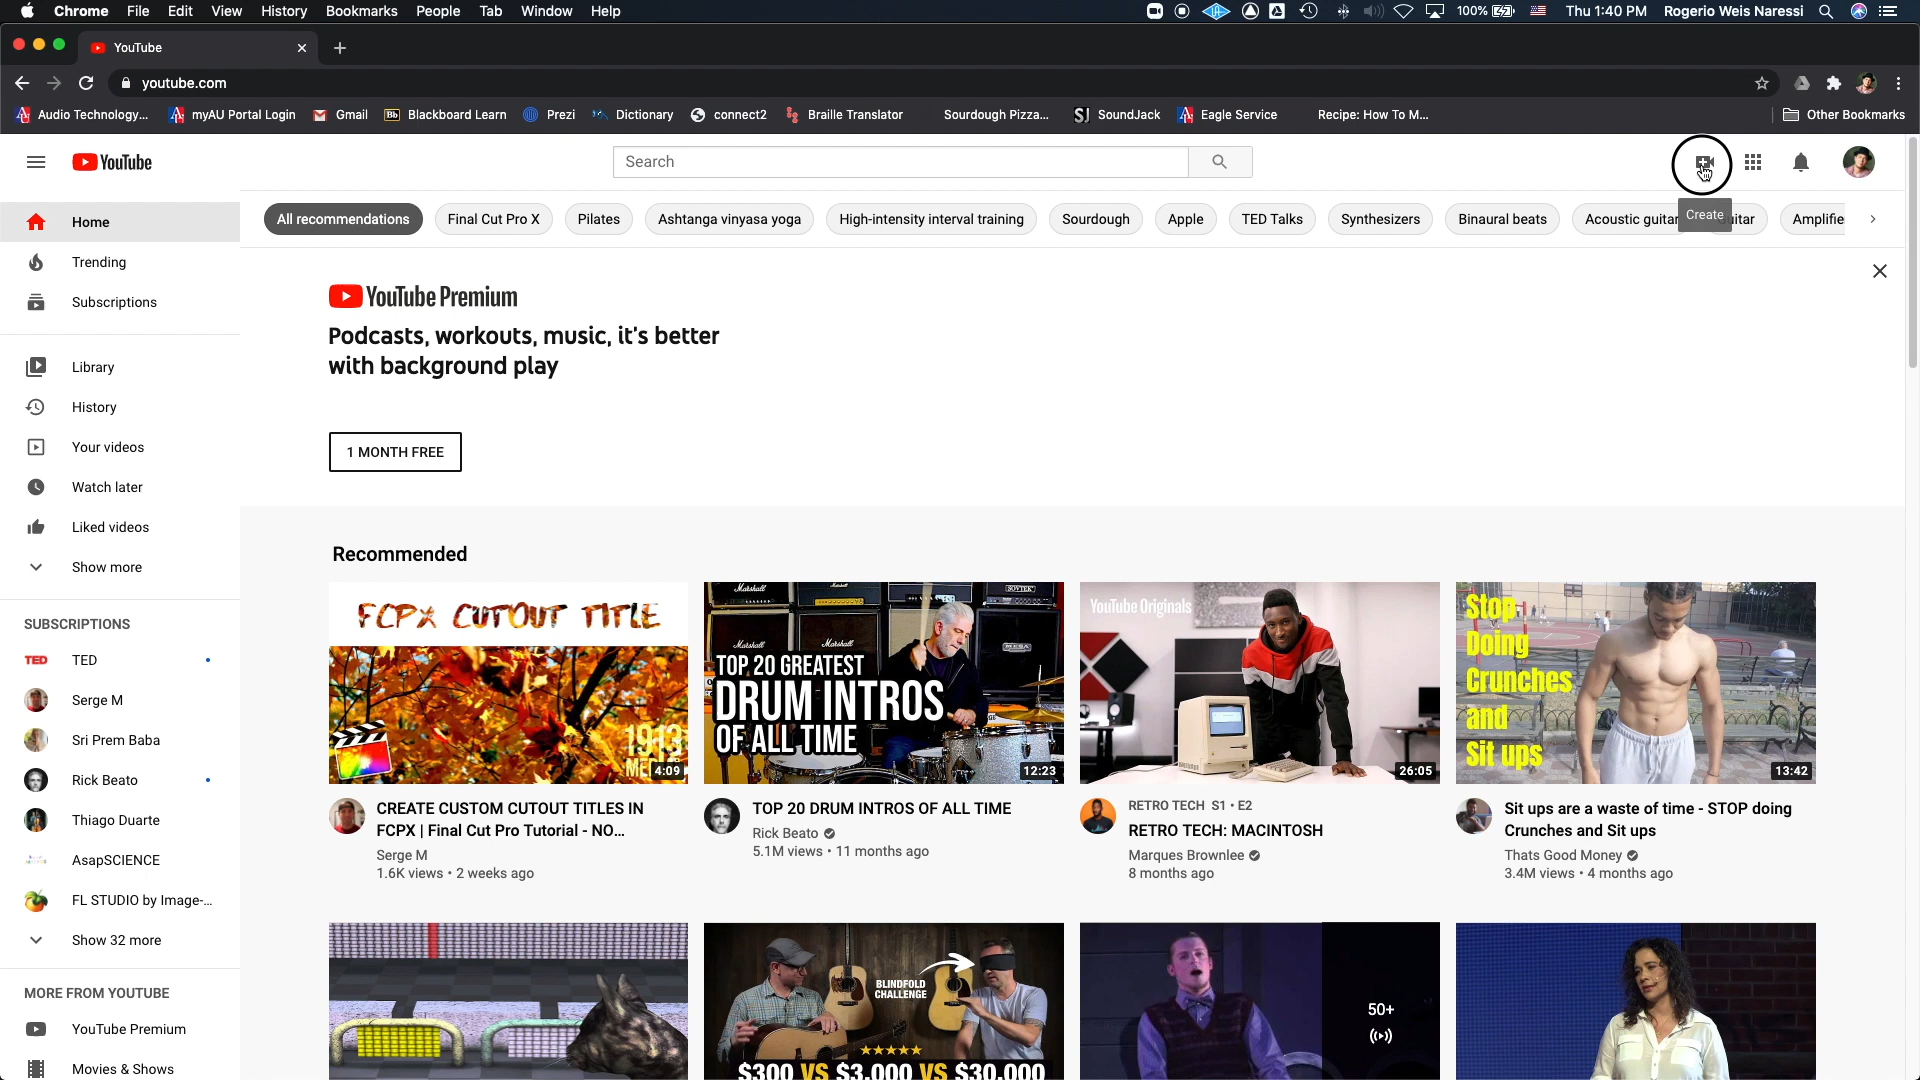 Chrome File Edit View History Bookmarks People Tab Window Help
100% Thu 1:40 PM Rogerio Weis Naressi
YouTube
youtube.com
Audio Technology... myAU Portal Login Gmail Bb Blackboard Learn Prezi Dictionary connect2 Braille Translator Sourdough Pizza... SJ SoundJack Eagle Service Recipe: How To M... Other Bookmarks
YouTube
Search
All recommendations Final Cut Pro X Pilates Ashtanga vinyasa yoga High-intensity interval training Sourdough Apple TED Talks Synthesizers Binaural beats Acoustic guitar Create uitar Amplifie
Home
Trending
Subscriptions
Library
History
Your videos
Watch later
Liked videos
Show more
SUBSCRIPTIONS
TED TED
Serge M
Sri Prem Baba
Rick Beato
Thiago Duarte
AsapSCIENCE
FL STUDIO by Image-...
Show 32 more
MORE FROM YOUTUBE
YouTube Premium
Movies & Shows
YouTube Premium
Podcasts, workouts, music, it's better
with background play
1 MONTH FREE
Recommended
FCPX CUTOUT TITLE
1913
4:09
CREATE CUSTOM CUTOUT TITLES IN
FCPX | Final Cut Pro Tutorial - NO...
Serge M
1.6K views • 2 weeks ago
Marshall
Marshall
SOVTEK
Marshall
Marshall
MESA
TOP 20 GREATEST
DRUM INTROS
OF ALL TIME
12:23
TOP 20 DRUM INTROS OF ALL TIME
Rick Beato
5.1M views • 11 months ago
YouTube Originals
26:05
RETRO TECH S1 • E2
RETRO TECH: MACINTOSH
Marques Brownlee
8 months ago
Stop
Doing
Crunches
and
Sit ups
13:42
Sit ups are a waste of time - STOP doing
Crunches and Sit ups
Thats Good Money
3.4M views • 4 months ago
BLINDFOLD
CHALLENGE
$300 VS $3,000 VS $30,000
50+